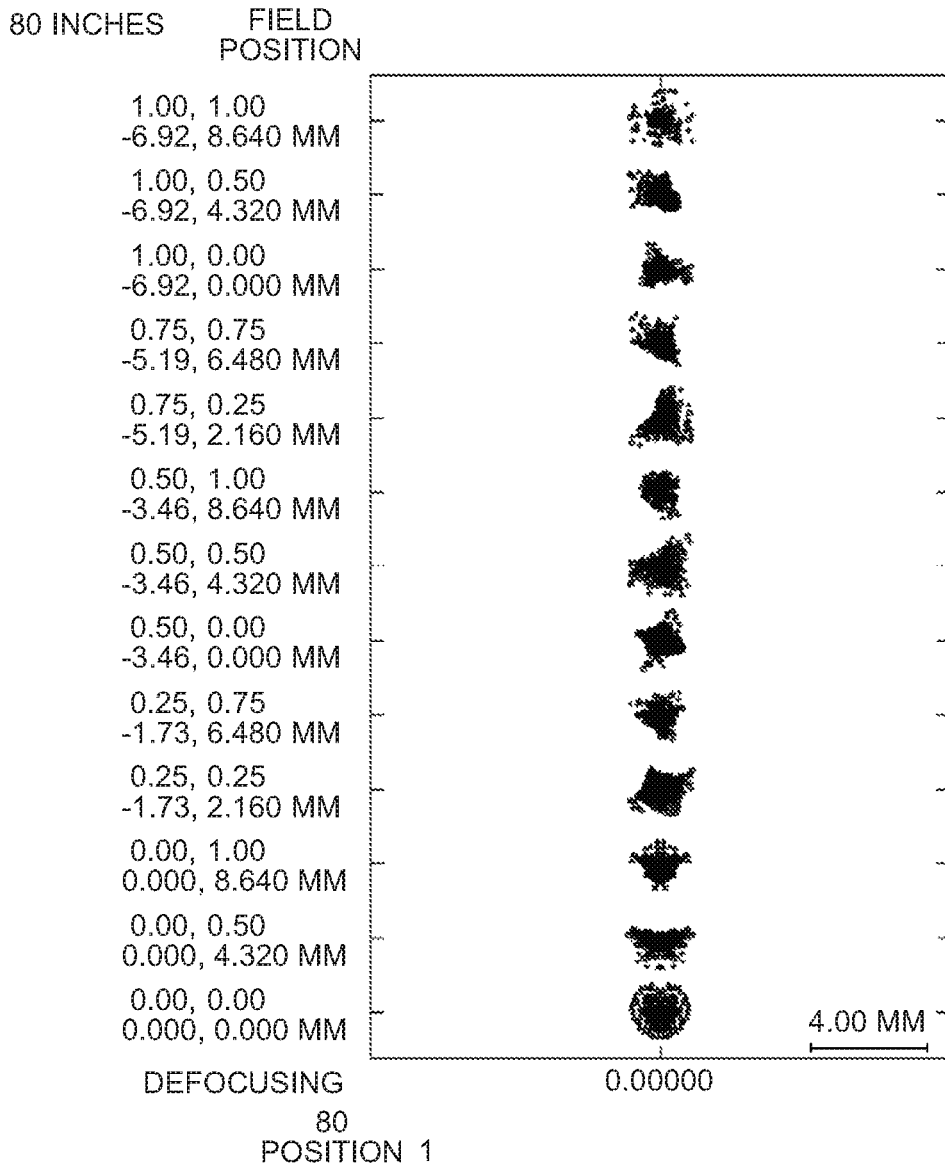 80 INCHES
FIELD
POSITION
1.00, 1.00
-6.92, 8.640 MM
1.00, 0.50
-6.92, 4.320 MM
1.00, 0.00
-6.92, 0.000 MM
0.75, 0.75
-5.19, 6.480 MM
0.75, 0.25
-5.19, 2.160 MM
0.50, 1.00
-3.46, 8.640 MM
0.50, 0.50
-3.46, 4.320 MM
0.50, 0.00
-3.46, 0.000 MM
0.25, 0.75
-1.73, 6.480 MM
0.25, 0.25
-1.73, 2.160 MM
0.00, 1.00
0.000, 8.640 MM
0.00, 0.50
0.000, 4.320 MM
0.00, 0.00
0.000, 0.000 MM
4.00 MM
DEFOCUSING 0.00000
80
POSITION 1